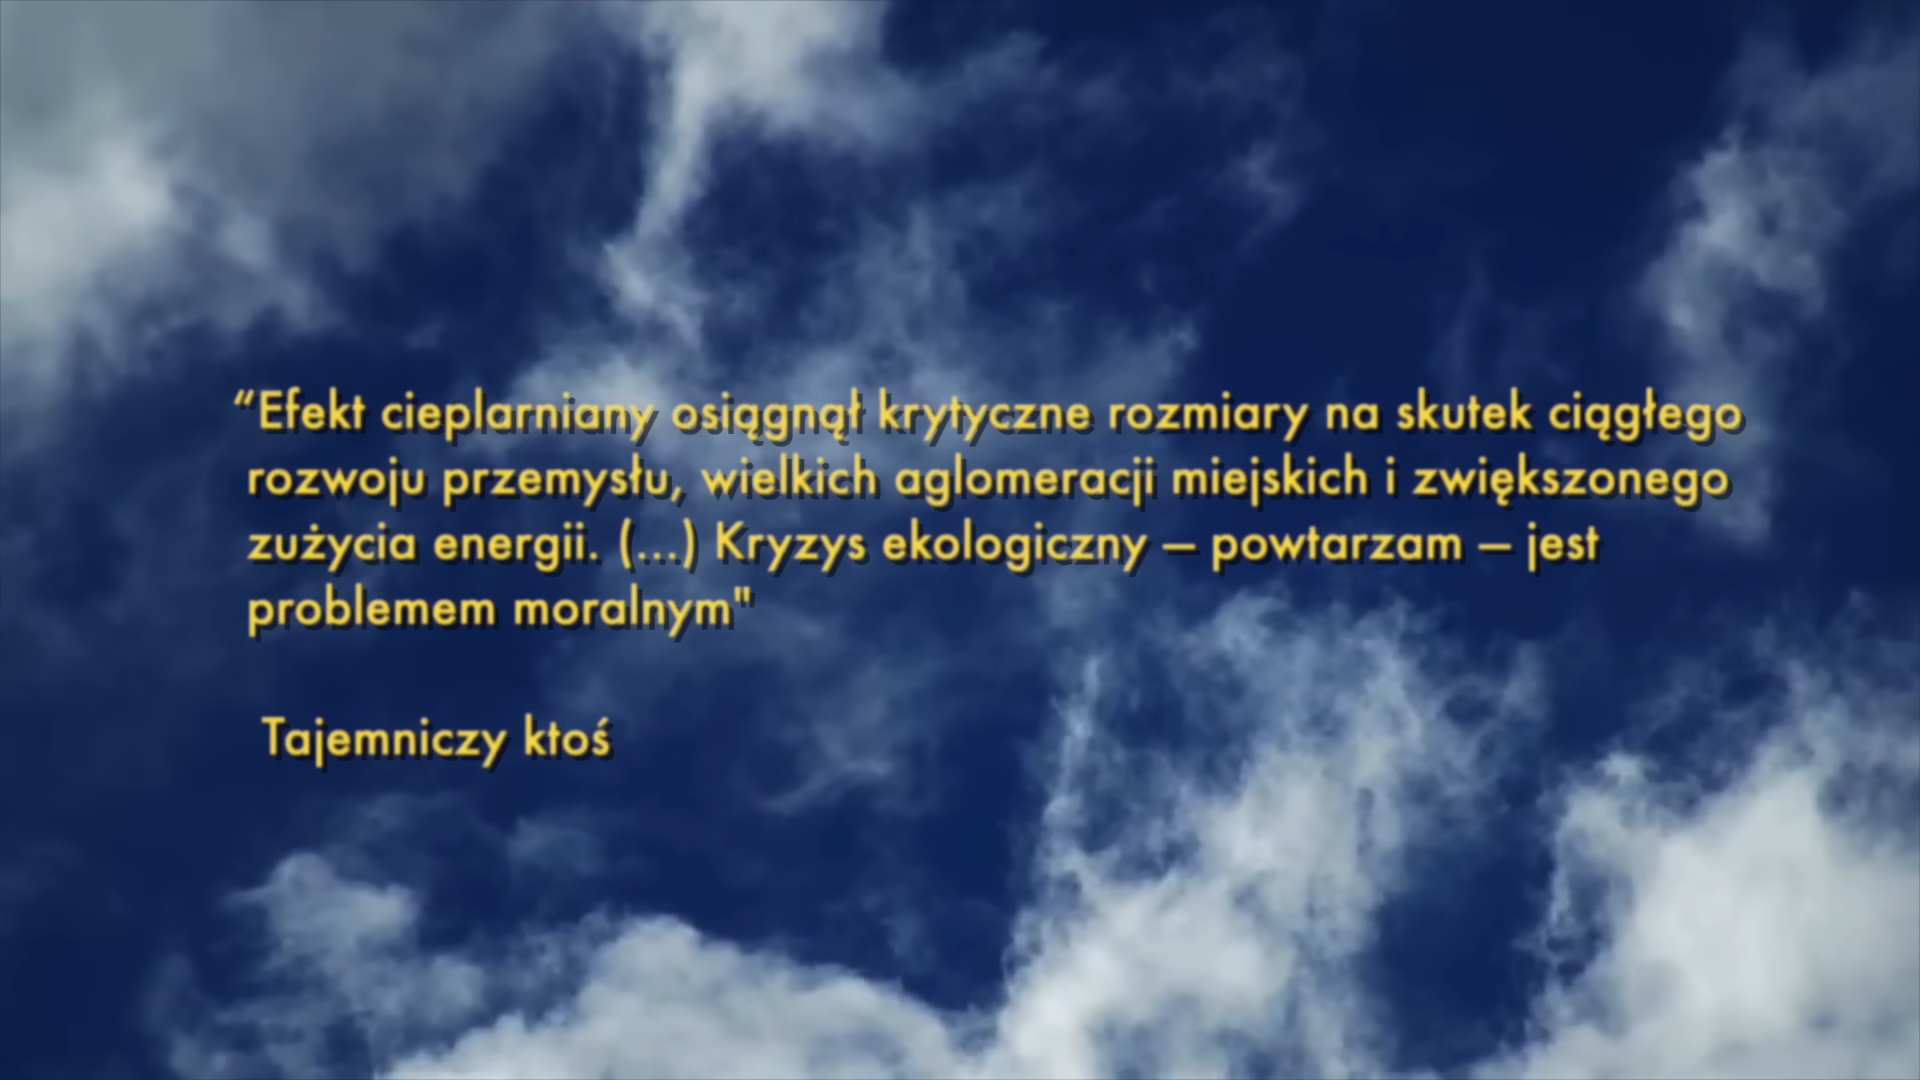 “Efekt cieplarniany osiągnął krytyczne rozmiary na skutek ciągłego
rozwoju przemysłu, wielkich aglomeracji miejskich i zwiększonego
zużycia energii. (...) Kryzys ekologiczny – powtarzam – jest
problemem moralnym"
Tajemniczy ktoś